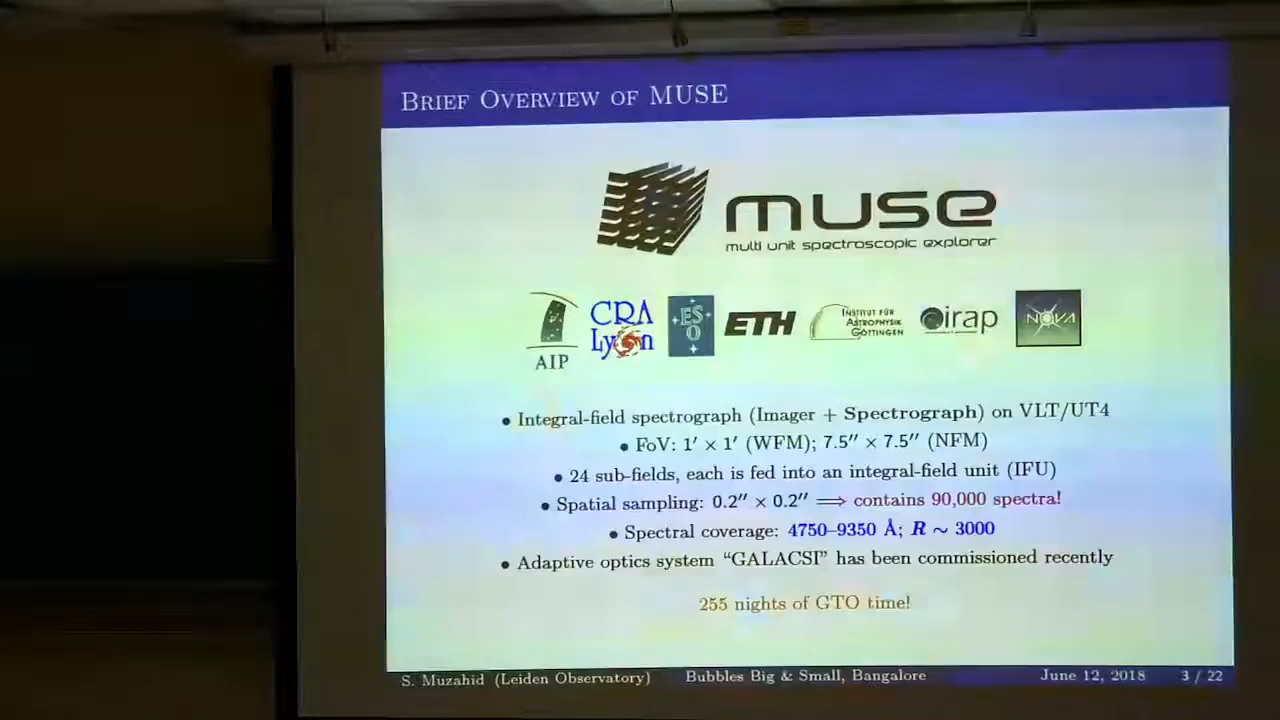 BRIEF OVERVIEW OF MUSE
muse
multi unit spectroscopic explorer
AIP
CRA
Lyon
ES
O
ETH
INSTITUT FÜR
ASTROPHYSIK
GÖTTINGEN
irap
NOVA
• Integral-field spectrograph (Imager + Spectrograph) on VLT/UT4
• FoV: 1′ × 1′ (WFM); 7.5″ × 7.5″ (NFM)
• 24 sub-fields, each is fed into an integral-field unit (IFU)
• Spatial sampling: 0.2″ × 0.2″ ⟹ contains 90,000 spectra!
• Spectral coverage: 4750–9350 Å; R ∼ 3000
• Adaptive optics system “GALACSI” has been commissioned recently
255 nights of GTO time!
S. Muzahid (Leiden Observatory) Bubbles Big & Small, Bangalore June 12, 2018 3 / 22